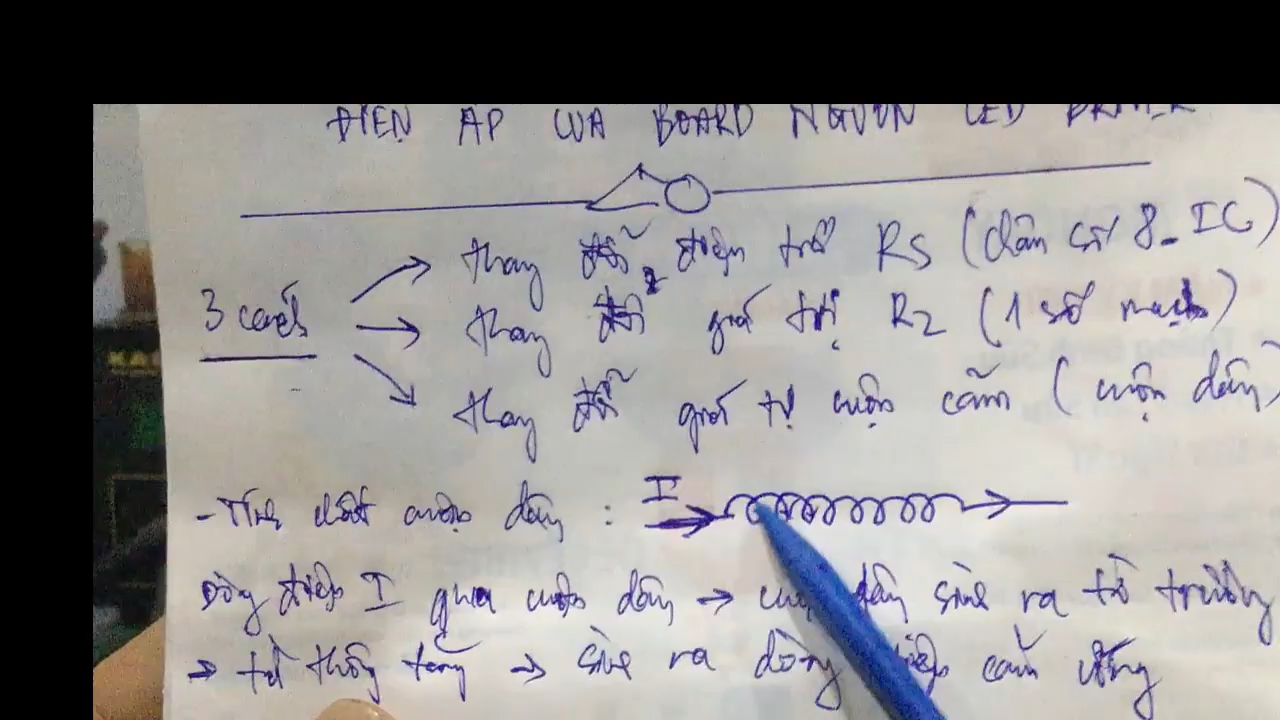 ĐIỆN ÁP CỦA BOARD NGUỒN LED DRIVER
3 cách
thay đổi điện trở RS (chân số 8_IC)
thay đổi giá trị R2 (1 số mạch)
thay đổi giá trị cuộn cảm (cuộn dây)
- Tính chất cuộn dây : I
Dòng điện I qua cuộn dây → cuộn dây sinh ra từ trường
→ từ thông tăng → sinh ra dòng điện cảm ứng